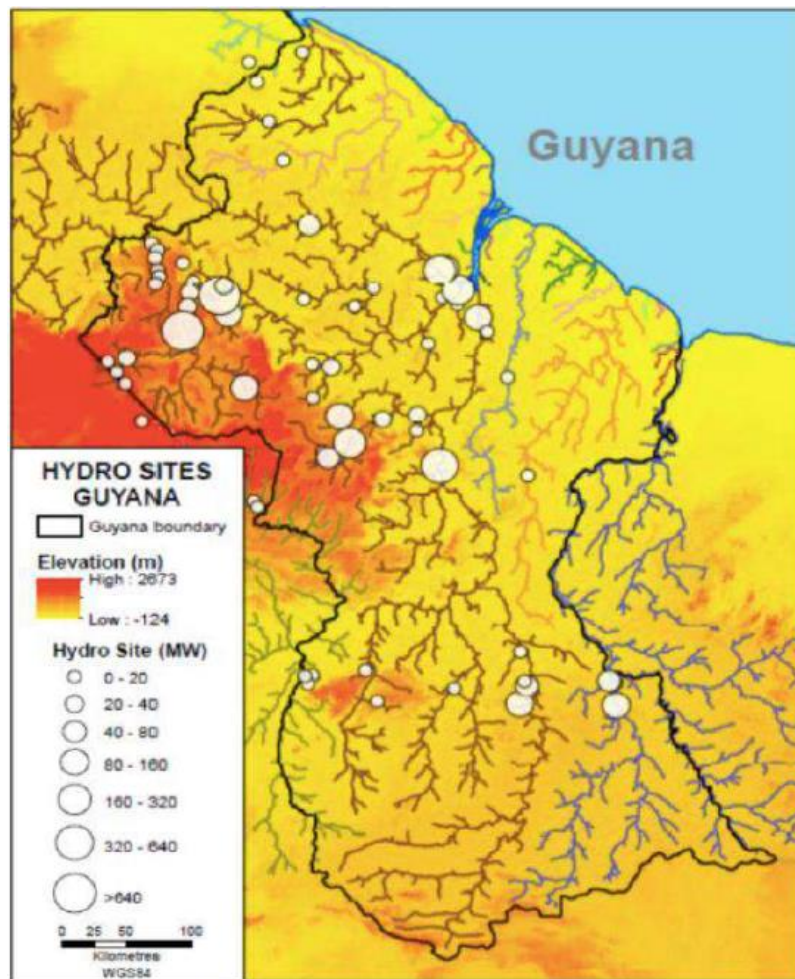 Guyana
HYDRO SITES
GUYANA
Guyana boundary
Elevation (m)
High : 2673
Low : -124
Hydro Site (MW)
0 - 20
20 - 40
40 - 80
80 - 160
160 - 320
320 - 640
>640
0 25 50 100
Kilometres
WGS84